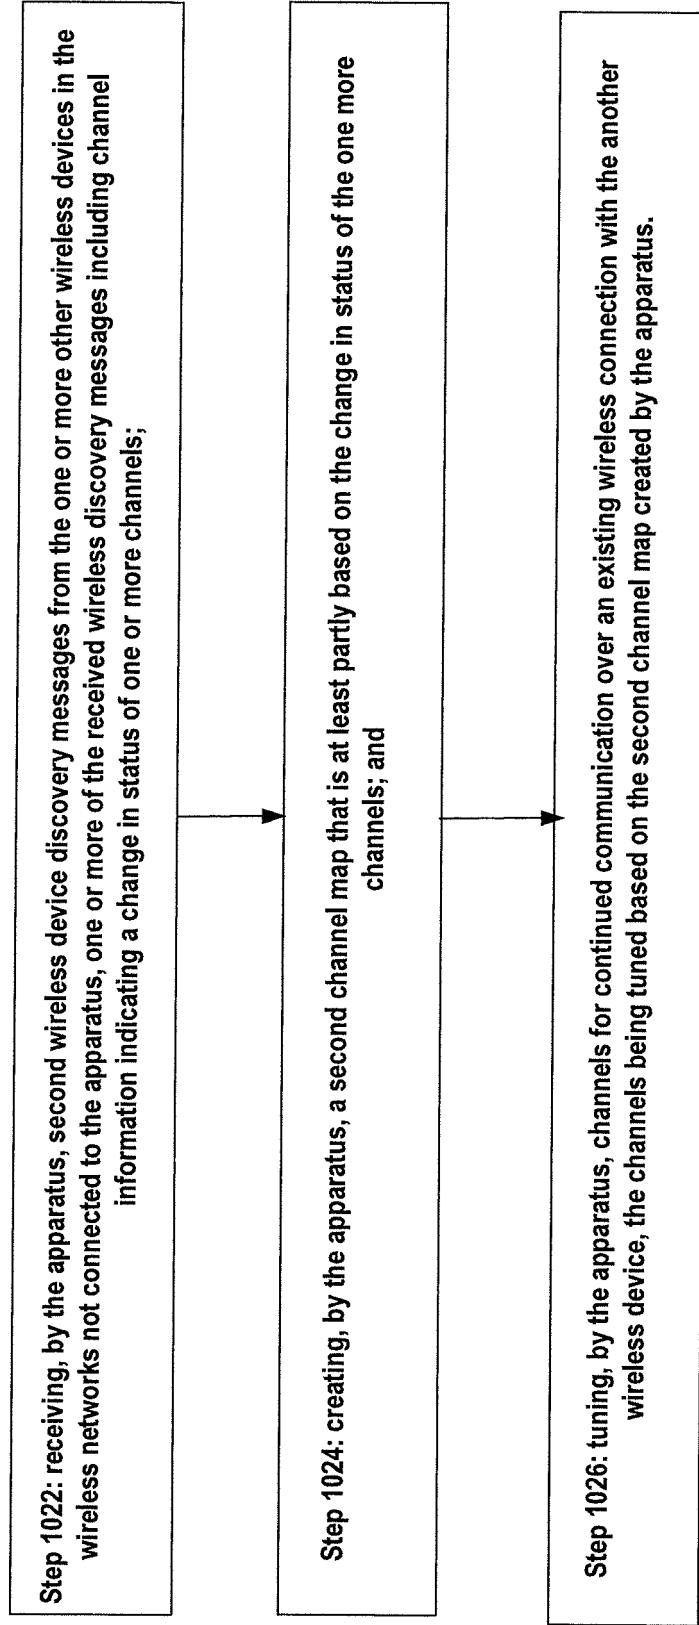 Step 1022: receiving, by the apparatus, second wireless device discovery messages from the one or more other wireless devices in the
wireless networks not connected to the apparatus, one or more of the received wireless discovery messages including channel
information indicating a change in status of one or more channels;
Step 1024: creating, by the apparatus, a second channel map that is at least partly based on the change in status of the one more
channels; and
Step 1026: tuning, by the apparatus, channels for continued communication over an existing wireless connection with the another
wireless device, the channels being tuned based on the second channel map created by the apparatus.